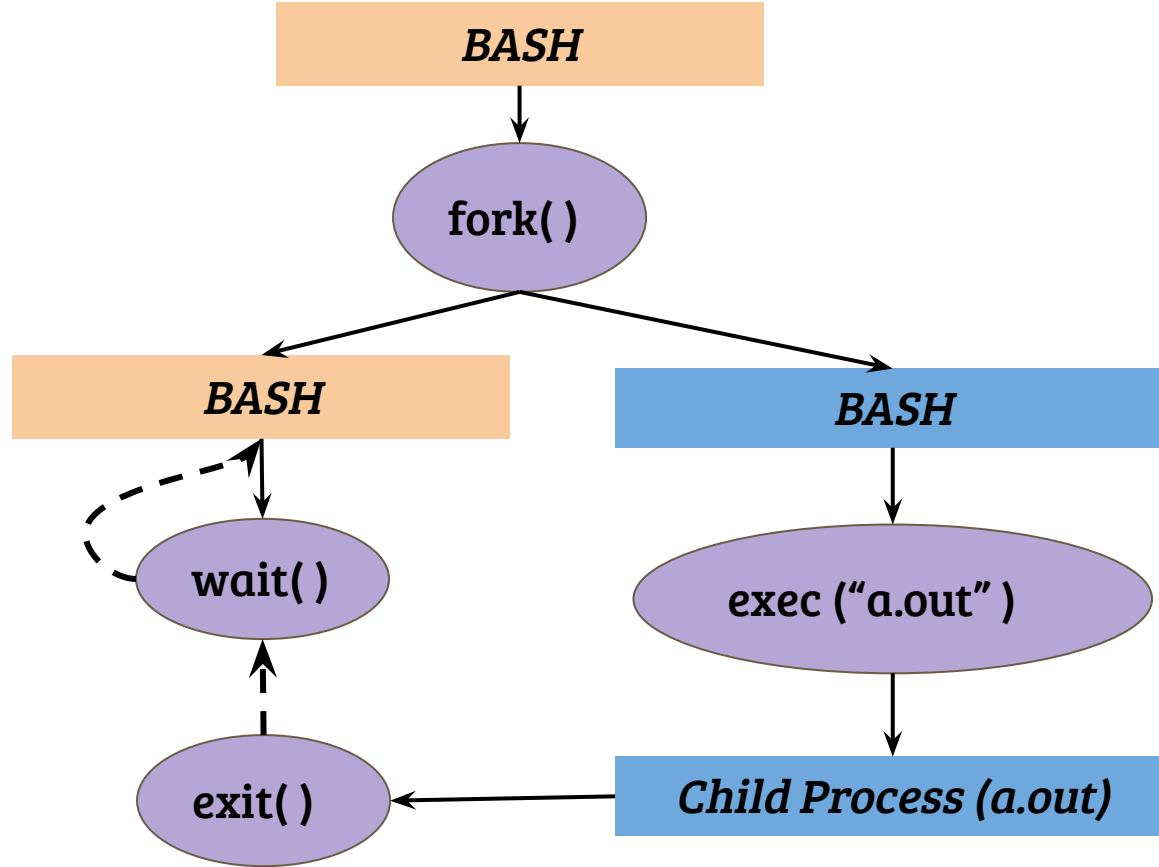 BASH
fork( )
BASH
BASH
wait( )
exec (“a.out” )
exit( )
Child Process (a.out)